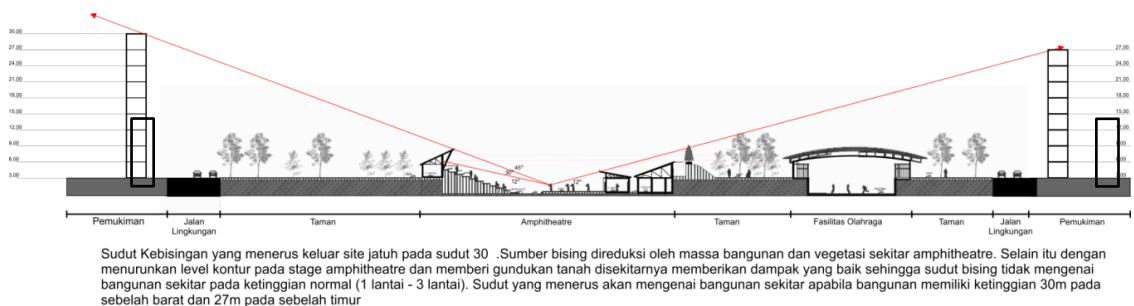 30,00
27,00
24,00
21,00
18,00
15,00
12,00
9,00
6,00
3,00
27,00
24,00
21,00
18,00
15,00
9,00
6,00
45°
30°
12°
12°
Pemukiman
Jalan
Lingkungan
Taman
Amphitheatre
Taman
Fasilitas Olahraga
Taman
Jalan
Lingkungan
Pemukiman
Sudut Kebisingan yang menerus keluar site jatuh pada sudut 30 .Sumber bising direduksi oleh massa bangunan dan vegetasi sekitar amphitheatre. Selain itu dengan
menurunkan level kontur pada stage amphitheatre dan memberi gundukan tanah disekitarnya memberikan dampak yang baik sehingga sudut bising tidak mengenai
bangunan sekitar pada ketinggian normal (1 lantai - 3 lantai). Sudut yang menerus akan mengenai bangunan sekitar apabila bangunan memiliki ketinggian 30m pada
sebelah barat dan 27m pada sebelah timur